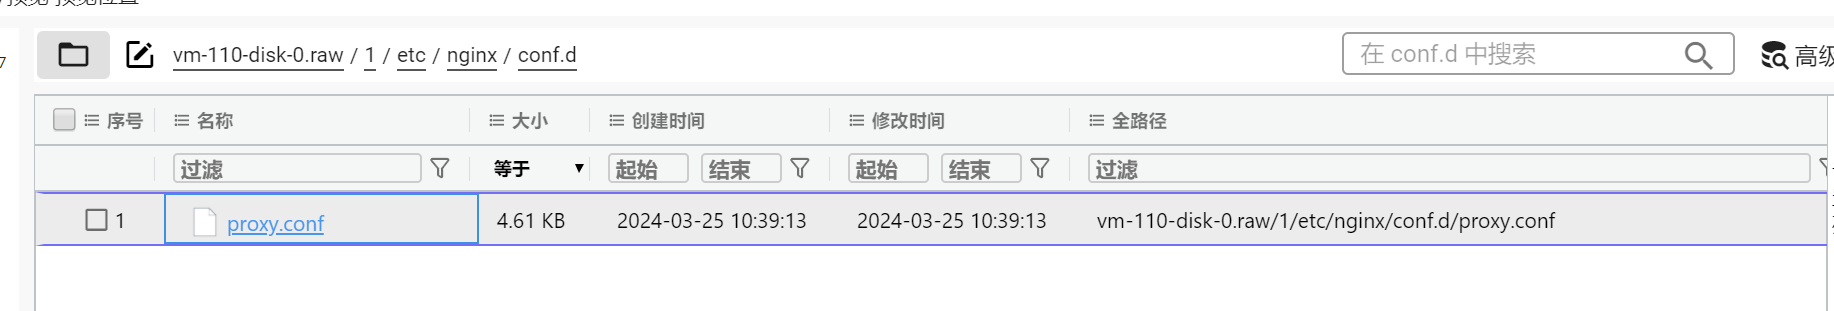 vm-110-disk-0.raw / 1 / etc / nginx / conf.d 在 conf.d 中搜索 高级
序号 名称 大小 创建时间 修改时间 全路径
过滤 等于 起始 结束 起始 结束 过滤
1 proxy.conf 4.61 KB 2024-03-25 10:39:13 2024-03-25 10:39:13 vm-110-disk-0.raw/1/etc/nginx/conf.d/proxy.conf